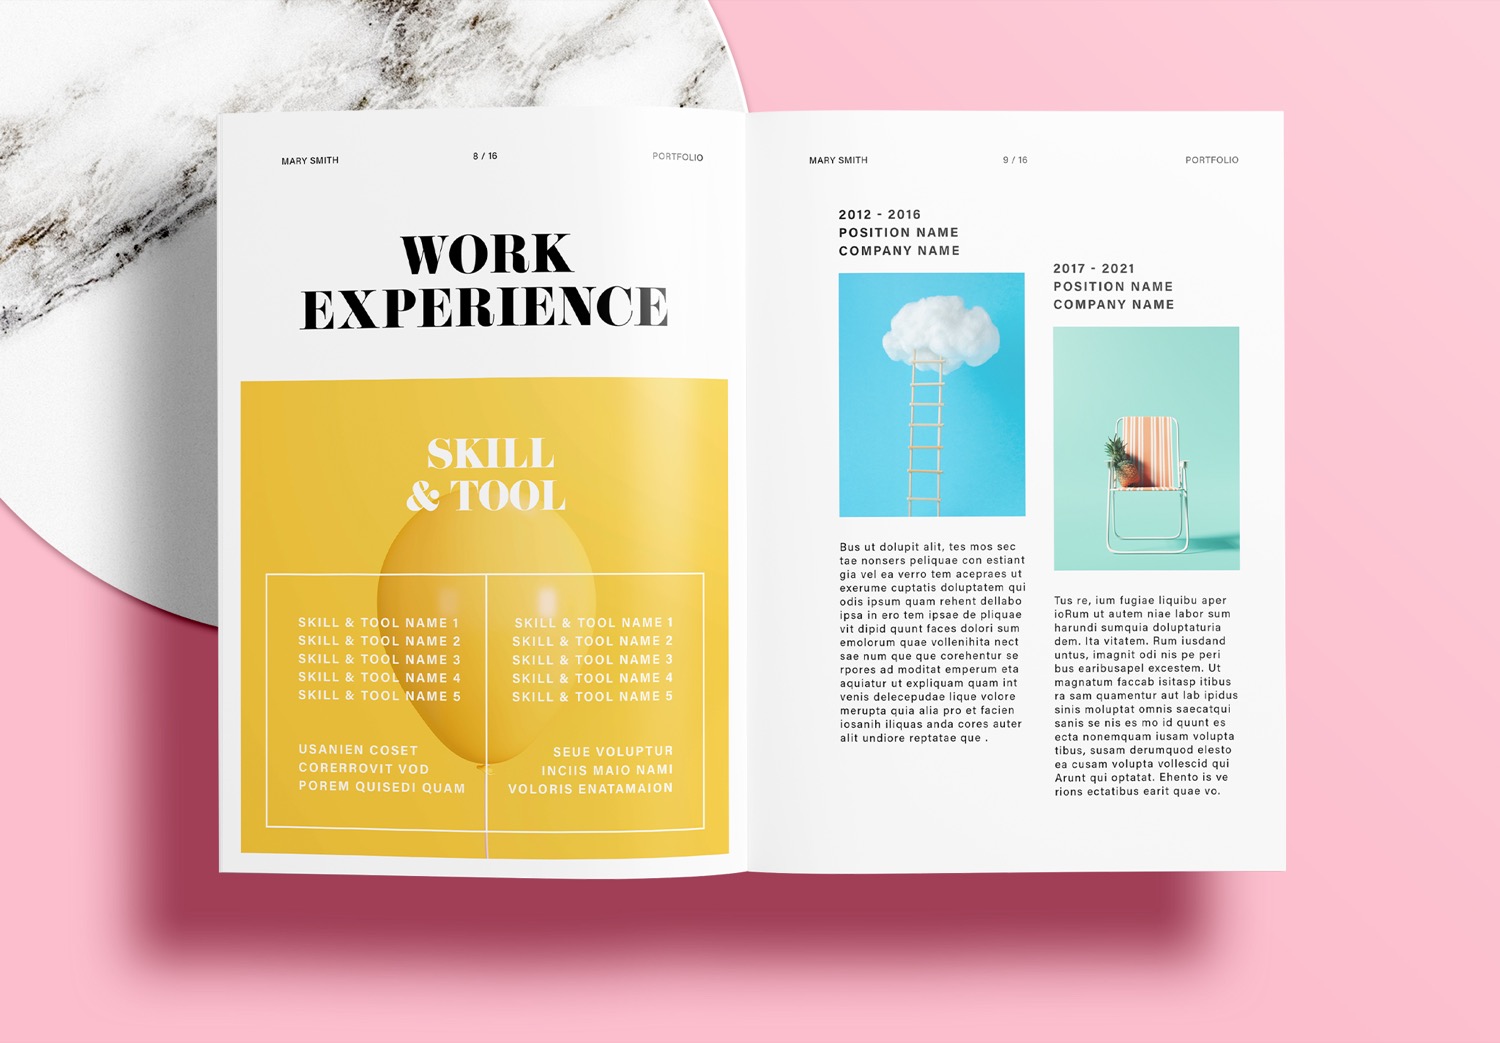 MARY SMITH
8 / 16
PORTFOLIO
WORK
EXPERIENCE
SKILL
& TOOL
SKILL & TOOL NAME 1
SKILL & TOOL NAME 2
SKILL & TOOL NAME 3
SKILL & TOOL NAME 4
SKILL & TOOL NAME 5
USANIEN COSET
CORERROVIT VOD
POREM QUISEDI QUAM
SKILL & TOOL NAME 1
SKILL & TOOL NAME 2
SKILL & TOOL NAME 3
SKILL & TOOL NAME 4
SKILL & TOOL NAME 5
SEUE VOLUPTUR
INCIIS MAIO NAMI
VOLORIS ENATAMAION
MARY SMITH
9 / 16
PORTFOLIO
2012 - 2016
POSITION NAME
COMPANY NAME
Bus ut dolupit alit, tes mos sec
tae nonsers peliquae con estiant
gia vel ea verro tem acepraes ut
exerume cuptatis doluptatem qui
odis ipsum quam rehent dellabo
ipsa in ero tem ipsae de pliquae
vit dipid quunt faces dolori sum
emolorum quae vollenihita nect
sae num que que corehentur se
rpores ad moditat emperum eta
aquiatur ut expliquam quam int
venis delecepudae lique volore
merupta quia alia pro et facien
iosanih iliquas anda cores auter
alit undiore reptatae que .
2017 - 2021
POSITION NAME
COMPANY NAME
Tus re, ium fugiae liquibu aper
ioRum ut autem niae labor sum
harundi sumquia doluptaturia
dem. Ita vitatem. Rum iusdand
untus, imagnit odi nis pe peri
bus earibusapel excestem. Ut
magnatum faccab isitasp itibus
ra sam quamentur aut lab ipidus
sinis moluptat omnis saecatqui
sanis se nis es mo id quunt es
ecta nonemquam iusam volupta
tibus, susam derumquod elesto
ea cusam volupta vollescid qui
Arunt qui optatat. Ehento is ve
rions ectatibus earit quae vo.